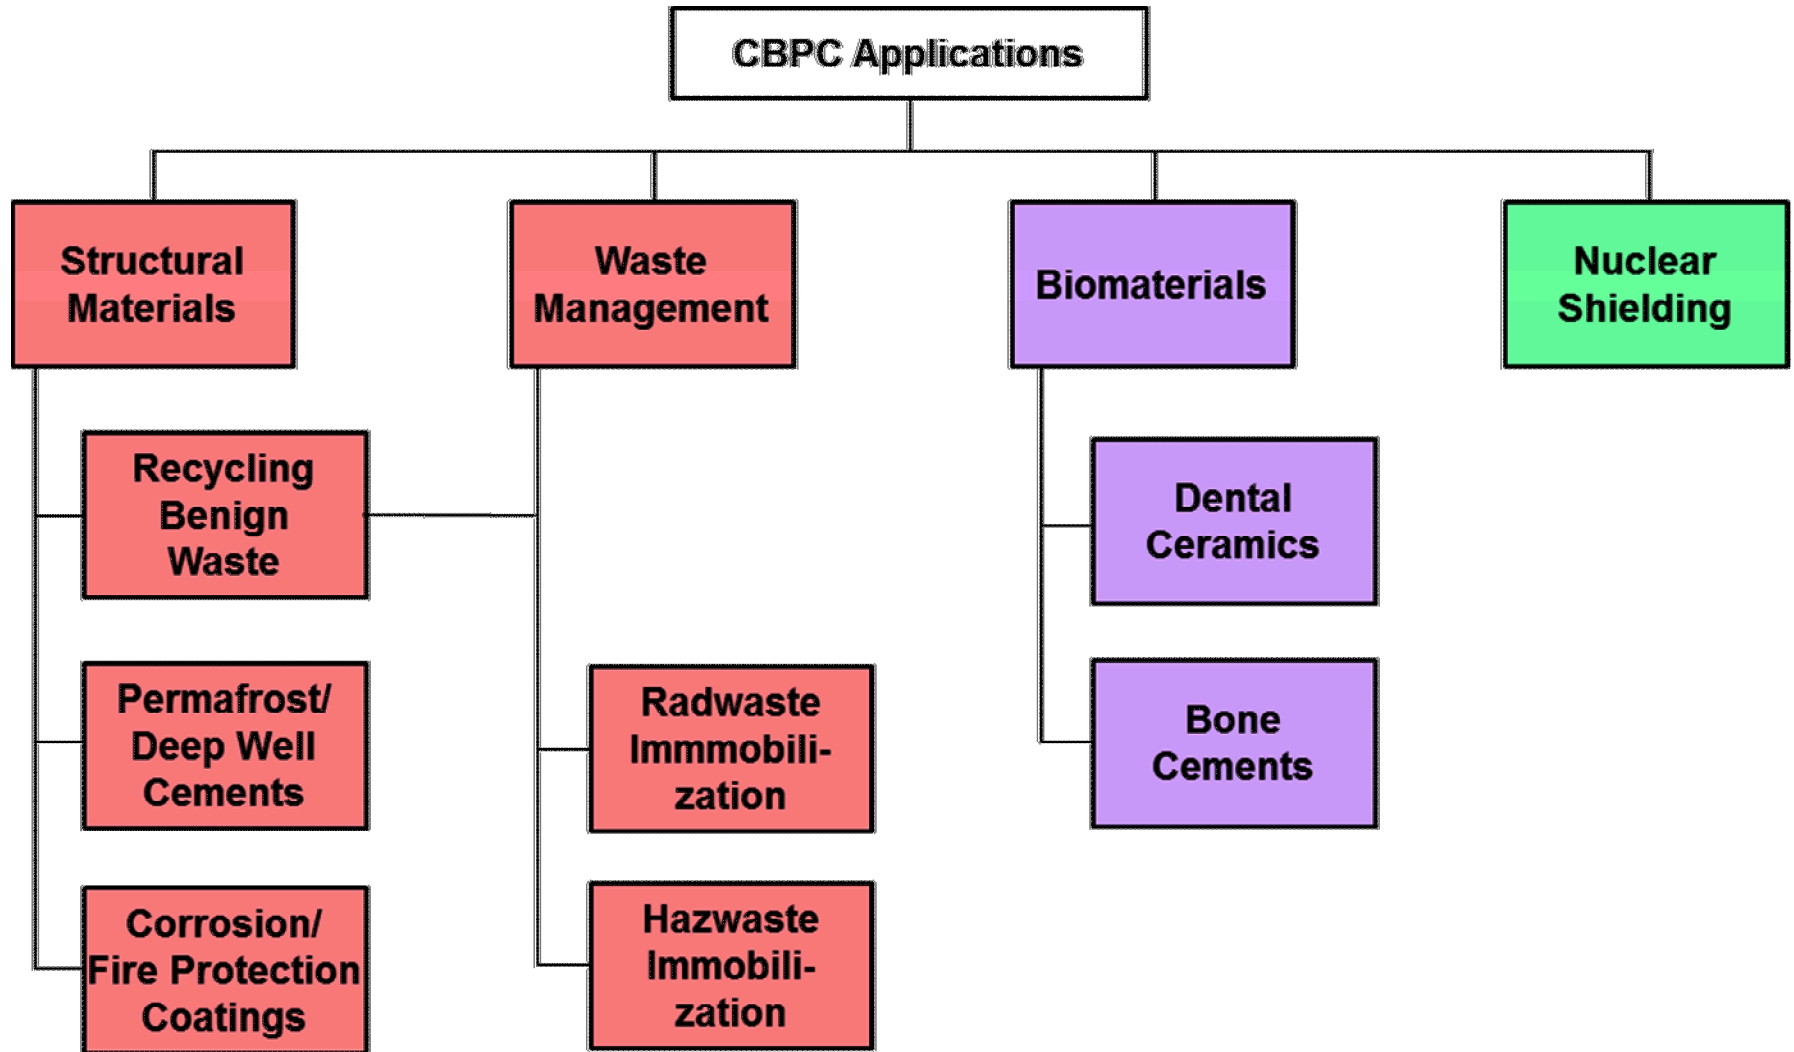 CBPC Applications
Structural
Materials
Waste
Management
Biomaterials
Nuclear
Shielding
Recycling
Benign
Waste
Permafrost/
Deep Well
Cements
Corrosion/
Fire Protection
Coatings
Radwaste
Immmobili-
zation
Hazwaste
Immobili-
zation
Dental
Ceramics
Bone
Cements